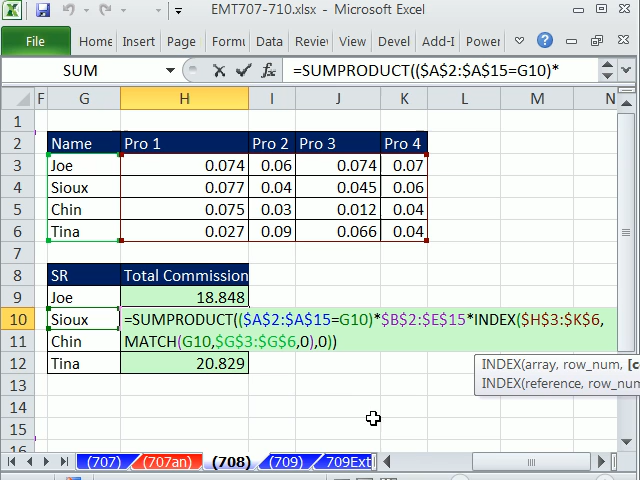 EMT707-710.xlsx - Microsoft Excel
File Home Insert Page Formu Data Revie View Devel Add-I Power
SUM =SUMPRODUCT(($A$2:$A$15=G10)*
F G H I J K L M N
1
2 Name Pro 1 Pro 2 Pro 3 Pro 4
3 Joe 0.074 0.06 0.074 0.07
4 Sioux 0.077 0.04 0.045 0.06
5 Chin 0.075 0.03 0.012 0.04
6 Tina 0.027 0.09 0.066 0.04
7
8 SR Total Commission
9 Joe 18.848
10 Sioux =SUMPRODUCT(($A$2:$A$15=G10)*$B$2:$E$15*INDEX($H$3:$K$6,
11 Chin MATCH(G10,$G$3:$G$6,0),0))
12 Tina 20.829
INDEX(array, row_num, [c
13 INDEX(reference, row_num
14
15
16
(707) (707an) (708) (709) 709Ext